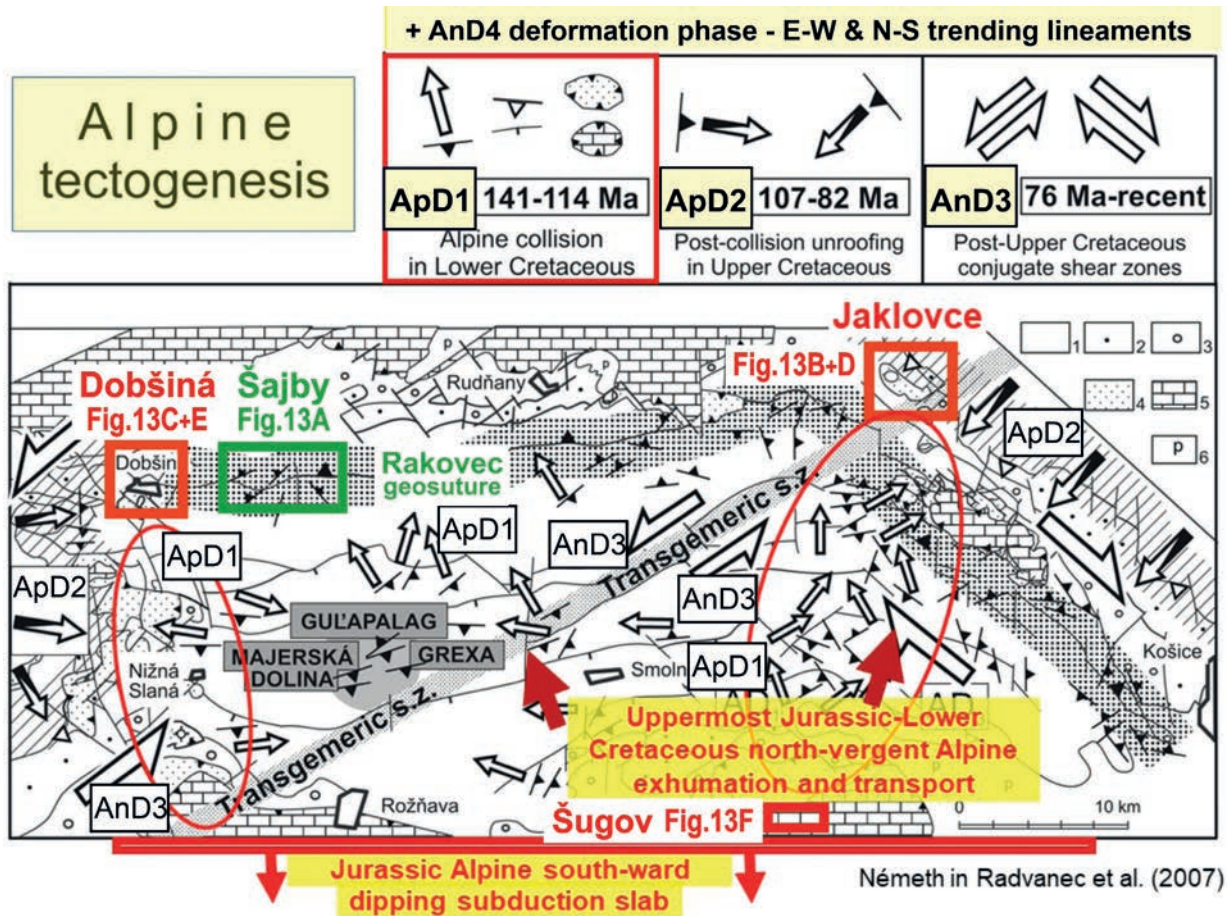 + AnD4 deformation phase - E-W & N-S trending lineaments
Alpine
tectogenesis
ApD1 141-114 Ma
Alpine collision
in Lower Cretaceous
ApD2 107-82 Ma
Post-collision unroofing
in Upper Cretaceous
AnD3 76 Ma-recent
Post-Upper Cretaceous
conjugate shear zones
Jaklovce
Fig.13B+D
1 2 3
4 5
6
p
p
Rudňany
Dobšiná
Fig.13C+E
Šajby
Fig.13A
Dobšin
Rakovec
geosuture
ApD2
ApD1
ApD1
AnD3
Transgemeric s.z.
ApD2
AnD3
GUĽAPALAG
MAJERSKÁ
DOLINA
GREXA
Nižná
Slaná
Smoln
ApD1
Košice
Transgemeric s.z.
Uppermost Jurassic-Lower
Cretaceous north-vergent Alpine
exhumation and transport
p
AnD3
Rožňava
0 10 km
Šugov Fig.13F
Jurassic Alpine south-ward
dipping subduction slab
Németh in Radvanec et al. (2007)